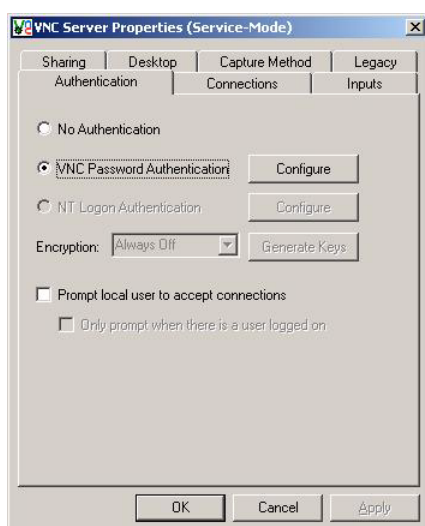 VNC Server Properties (Service-Mode)
Sharing Desktop Capture Method Legacy
Authentication Connections Inputs
No Authentication
VNC Password Authentication Configure
NT Logon Authentication Configure
Encryption: Always Off Generate Keys
Prompt local user to accept connections
Only prompt when there is a user logged on
OK Cancel Apply